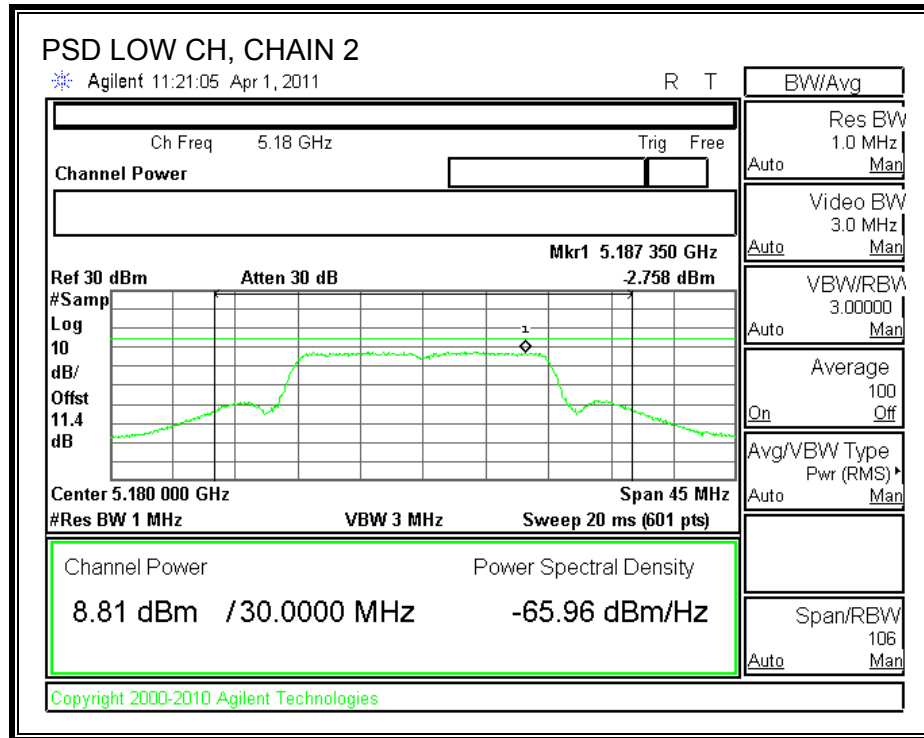 PSD LOW CH, CHAIN 2
Agilent 11:21:05 Apr 1, 2011 R T
Ch Freq 5.18 GHz Trig Free
Channel Power
Mkr1 5.187 350 GHz
Ref 30 dBm Atten 30 dB -2.758 dBm
#Samp
Log
10
dB/
Offst
11.4
dB
1
Center 5.180 000 GHz Span 45 MHz
#Res BW 1 MHz VBW 3 MHz Sweep 20 ms (601 pts)
Channel Power Power Spectral Density
8.81 dBm /30.0000 MHz -65.96 dBm/Hz
Copyright 2000-2010 Agilent Technologies
BW/Avg
Res BW
1.0 MHz
Auto Man
Video BW
3.0 MHz
Auto Man
VBW/RBW
3.00000
Auto Man
Average
100
On Off
Avg/VBW Type
Pwr (RMS)
Auto Man
Span/RBW
106
Auto Man